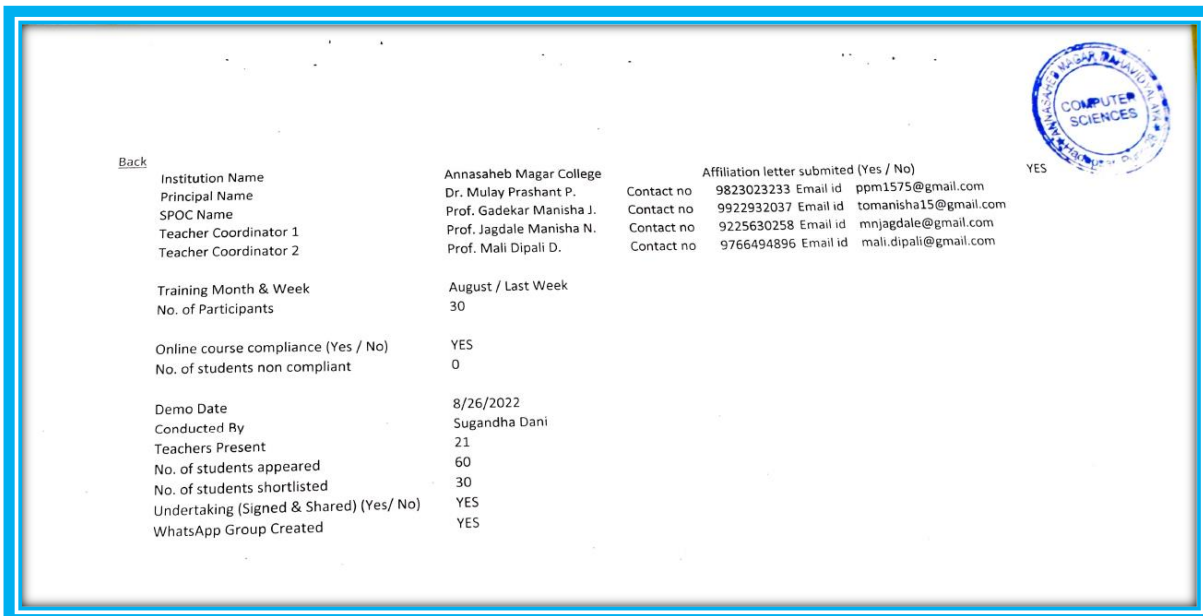 ANNASAHEB MAGAR MAHAVIDYALAYA
COMPUTER
SCIENCES
Back
Institution Name Annasaheb Magar College Affiliation letter submited (Yes / No) YES
Principal Name Dr. Mulay Prashant P. Contact no 9823023233 Email id ppm1575@gmail.com
SPOC Name Prof. Gadekar Manisha J. Contact no 9922932037 Email id tomanisha15@gmail.com
Teacher Coordinator 1 Prof. Jagdale Manisha N. Contact no 9225630258 Email id mnjagdale@gmail.com
Teacher Coordinator 2 Prof. Mali Dipali D. Contact no 9766494896 Email id mali.dipali@gmail.com
Training Month & Week August / Last Week
No. of Participants 30
Online course compliance (Yes / No) YES
No. of students non compliant 0
Demo Date 8/26/2022
Conducted By Sugandha Dani
Teachers Present 21
No. of students appeared 60
No. of students shortlisted 30
Undertaking (Signed & Shared) (Yes/ No) YES
WhatsApp Group Created YES